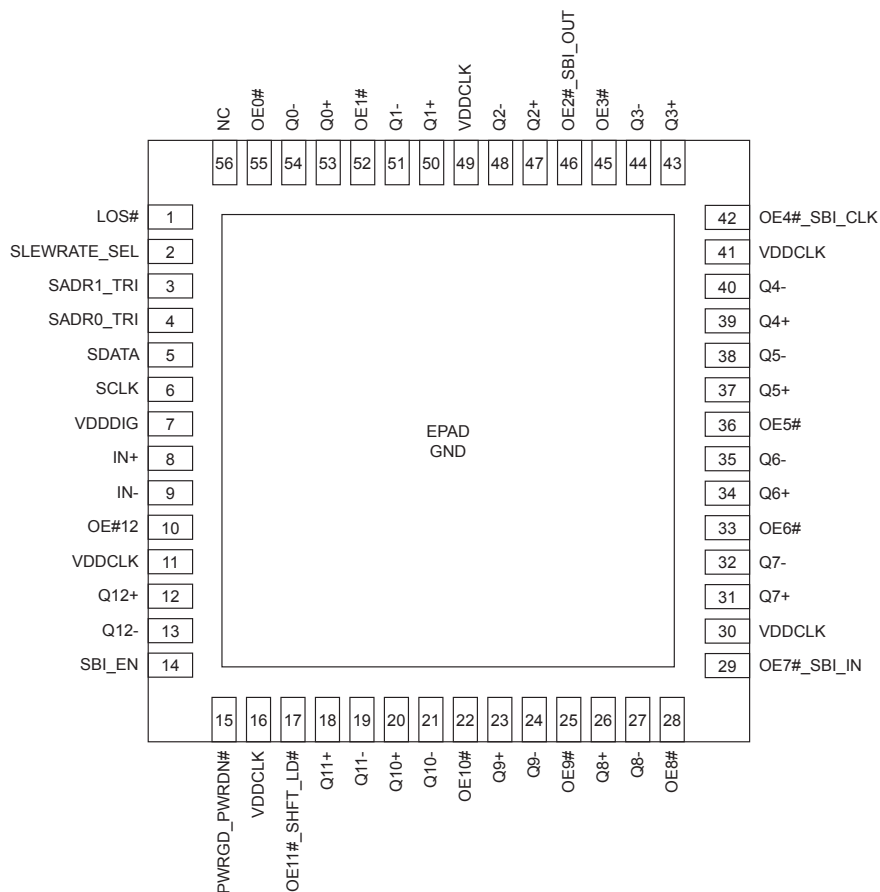 NC
OE0#
Q0-
Q0+
OE1#
Q1-
Q1+
VDDCLK
Q2-
Q2+
OE2#_SBI_OUT
OE3#
Q3-
Q3+
56 55 54 53 52 51 50 49 48 47 46 45 44 43
LOS# 1
SLEWRATE_SEL 2
SADR1_TRI 3
SADR0_TRI 4
SDATA 5
SCLK 6
VDDDIG 7
IN+ 8
IN- 9
OE#12 10
VDDCLK 11
Q12+ 12
Q12- 13
SBI_EN 14
EPAD
GND
42 OE4#_SBI_CLK
41 VDDCLK
40 Q4-
39 Q4+
38 Q5-
37 Q5+
36 OE5#
35 Q6-
34 Q6+
33 OE6#
32 Q7-
31 Q7+
30 VDDCLK
29 OE7#_SBI_IN
15 16 17 18 19 20 21 22 23 24 25 26 27 28
PWRGD_PWRDN#
VDDCLK
OE11#_SHFT_LD#
Q11+
Q11-
Q10+
Q10-
OE10#
Q9+
Q9-
OE9#
Q8+
Q8-
OE8#